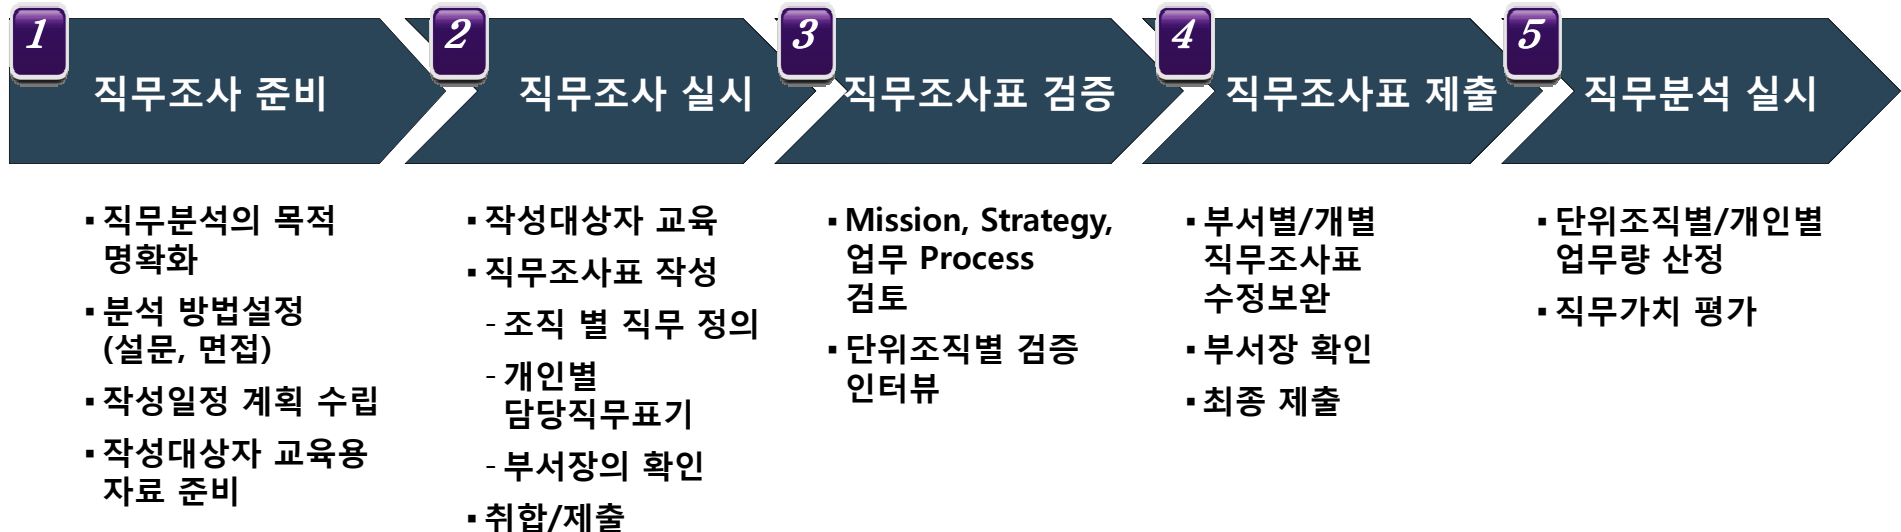 1
직무조사 준비
▪ 직무분석의 목적
명확화
▪ 분석 방법설정
(설문, 면접)
▪ 작성일정 계획 수립
▪ 작성대상자 교육용
자료 준비
2
직무조사 실시
▪ 작성대상자 교육
▪ 직무조사표 작성
- 조직 별 직무 정의
- 개인별
담당직무표기
- 부서장의 확인
▪ 취합/제출
3
직무조사표 검증
▪ Mission, Strategy,
업무 Process
검토
▪ 단위조직별 검증
인터뷰
4
직무조사표 제출
▪ 부서별/개별
직무조사표
수정보완
▪ 부서장 확인
▪ 최종 제출
5
직무분석 실시
▪ 단위조직별/개인별
업무량 산정
▪ 직무가치 평가